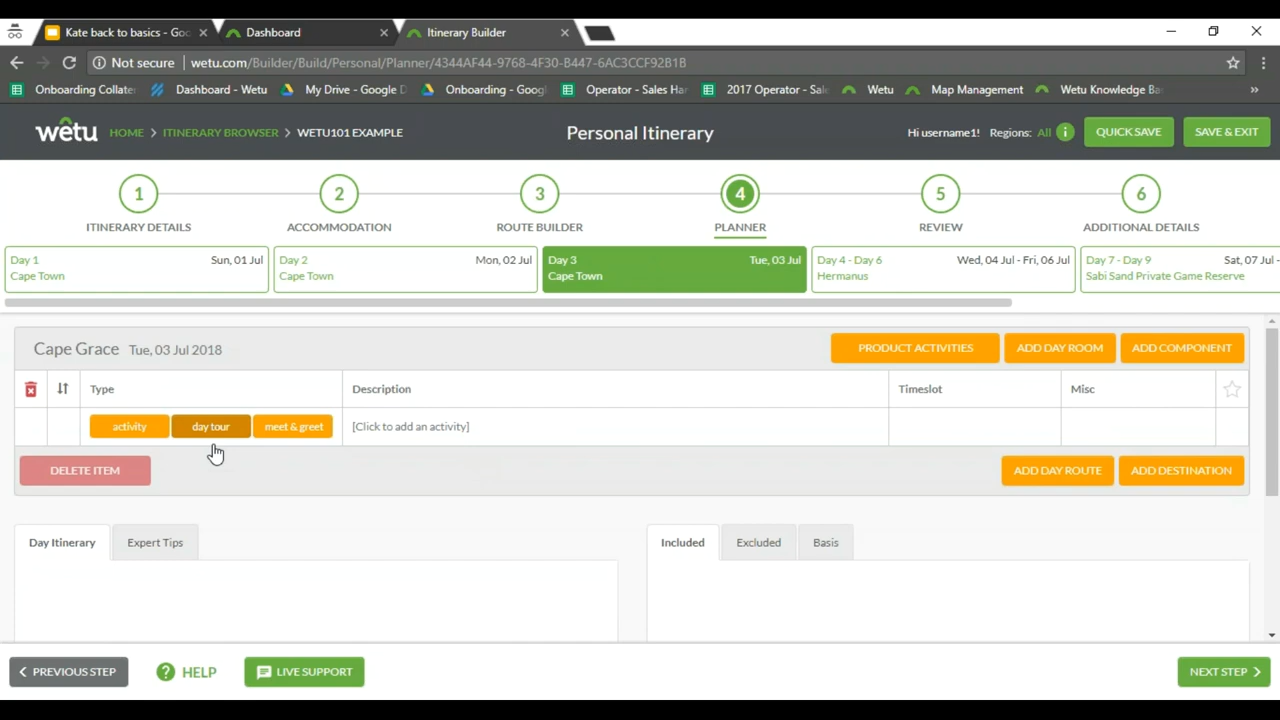 Kate back to basics - Goo
Dashboard
Itinerary Builder
Not secure | wetu.com/Builder/Build/Personal/Planner/4344AF44-9768-4F30-B447-6AC3CCF92B1B
Onboarding Collate Dashboard - Wetu My Drive - Google D Onboarding - Googl Operator - Sales Har 2017 Operator - Sal Wetu Map Management Wetu Knowledge Ba »
wetu HOME > ITINERARY BROWSER > WETU101 EXAMPLE Personal Itinerary Hi username1! Regions: All i QUICK SAVE SAVE & EXIT
1 2 3 4 5 6
ITINERARY DETAILS ACCOMMODATION ROUTE BUILDER PLANNER REVIEW ADDITIONAL DETAILS
Day 1 Sun, 01 Jul Day 2 Mon, 02 Jul Day 3 Tue, 03 Jul Day 4 - Day 6 Wed, 04 Jul - Fri, 06 Jul Day 7 - Day 9 Sat, 07 Jul -
Cape Town Cape Town Cape Town Hermanus Sabi Sand Private Game Reserve
Cape Grace Tue, 03 Jul 2018 PRODUCT ACTIVITIES ADD DAY ROOM ADD COMPONENT
Type Description Timeslot Misc
activity day tour meet & greet [Click to add an activity]
DELETE ITEM ADD DAY ROUTE ADD DESTINATION
Day Itinerary Expert Tips Included Excluded Basis
PREVIOUS STEP ? HELP LIVE SUPPORT NEXT STEP